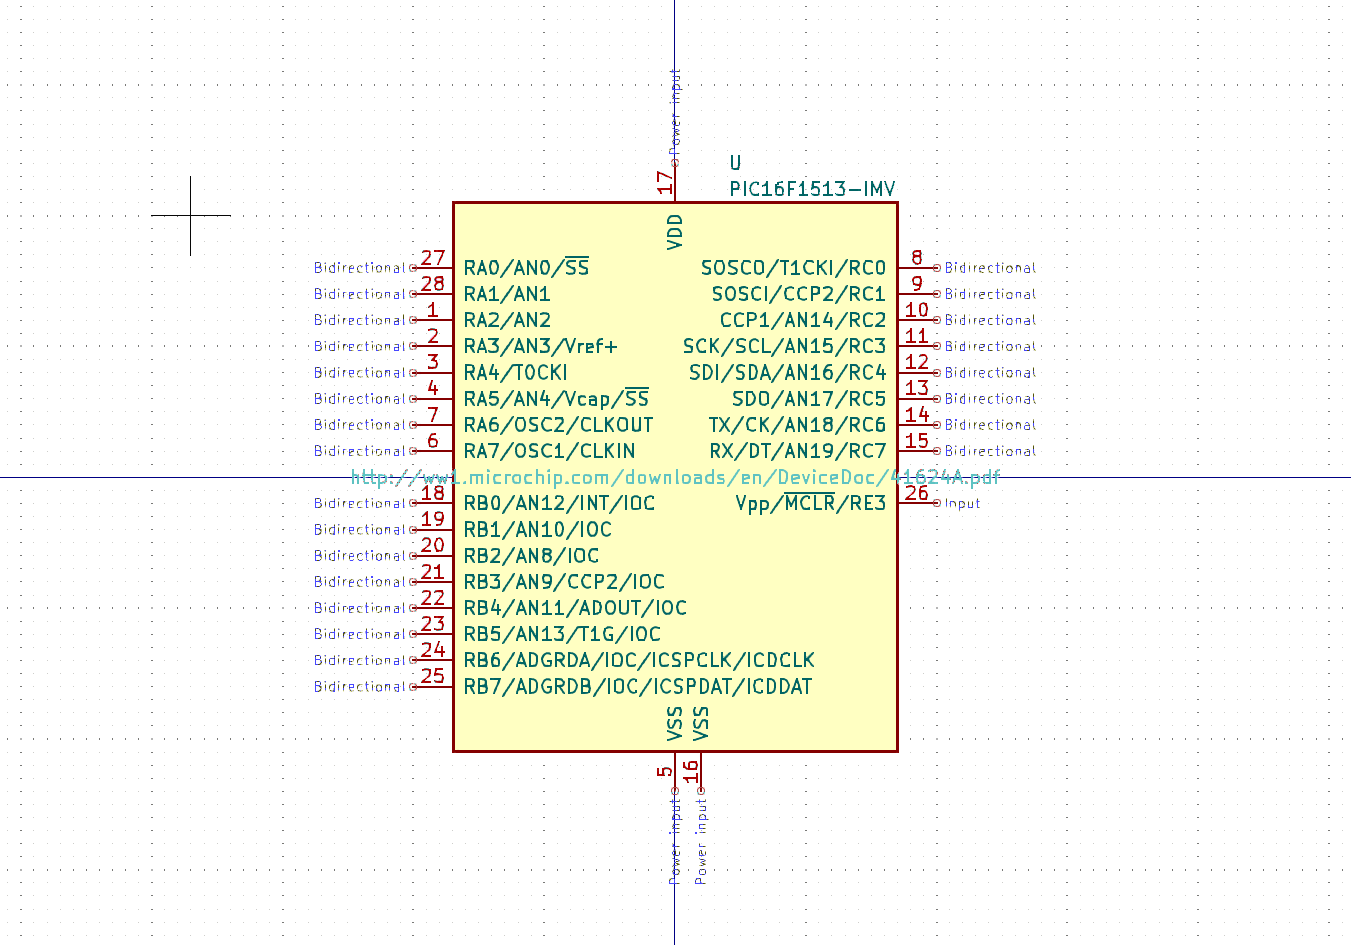 Power input
17
U
PIC16F1513-IMV
VDD
Bidirectional 27 RA0/AN0/SS SOSCO/T1CKI/RC0 8 Bidirectional
Bidirectional 28 RA1/AN1 SOSCI/CCP2/RC1 9 Bidirectional
Bidirectional 1 RA2/AN2 CCP1/AN14/RC2 10 Bidirectional
Bidirectional 2 RA3/AN3/Vref+ SCK/SCL/AN15/RC3 11 Bidirectional
Bidirectional 3 RA4/T0CKI SDI/SDA/AN16/RC4 12 Bidirectional
Bidirectional 4 RA5/AN4/Vcap/SS SDO/AN17/RC5 13 Bidirectional
Bidirectional 7 RA6/OSC2/CLKOUT TX/CK/AN18/RC6 14 Bidirectional
Bidirectional 6 RA7/OSC1/CLKIN RX/DT/AN19/RC7 15 Bidirectional
http://ww1.microchip.com/downloads/en/DeviceDoc/41624A.pdf
Bidirectional 18 RB0/AN12/INT/IOC Vpp/MCLR/RE3 26 Input
Bidirectional 19 RB1/AN10/IOC
Bidirectional 20 RB2/AN8/IOC
Bidirectional 21 RB3/AN9/CCP2/IOC
Bidirectional 22 RB4/AN11/ADOUT/IOC
Bidirectional 23 RB5/AN13/T1G/IOC
Bidirectional 24 RB6/ADGRDA/IOC/ICSPCLK/ICDCLK
Bidirectional 25 RB7/ADGRDB/IOC/ICSPDAT/ICDDAT
VSS VSS
5 16
Power input Power input